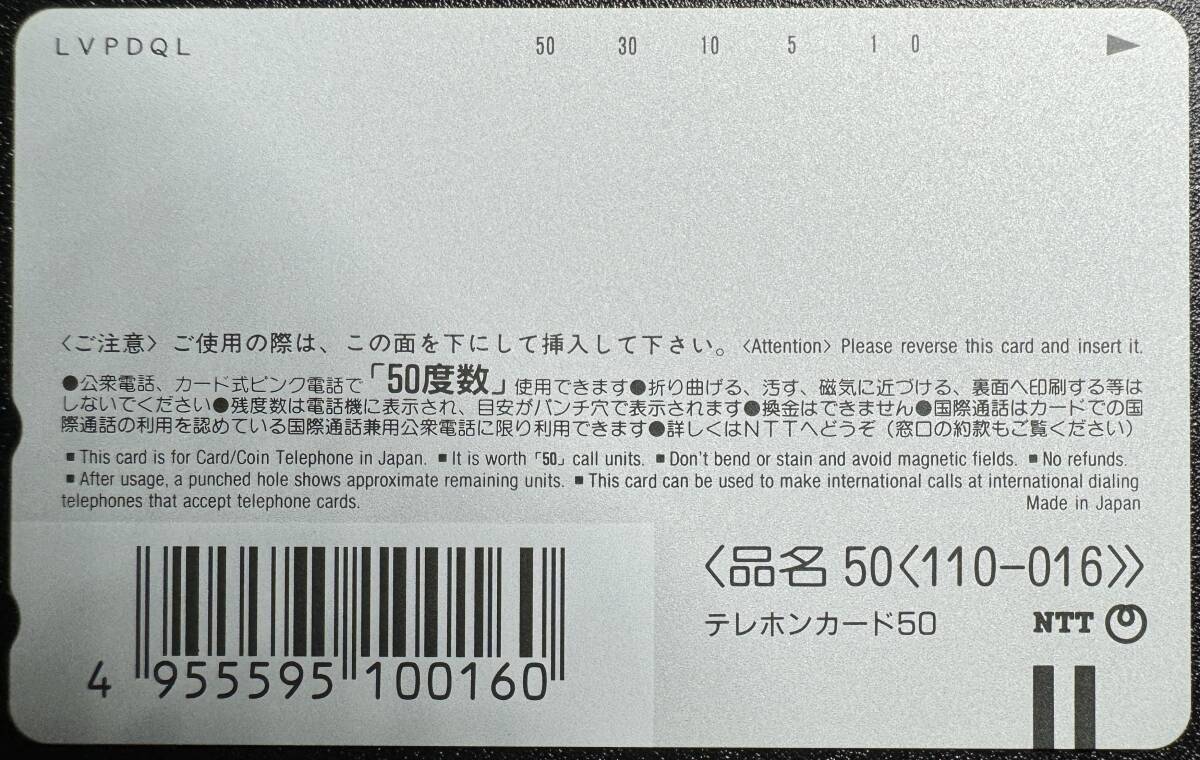 LVPDQL 50 30 10 5 1 0
〈ご注意〉ご使用の際は、この面を下にして挿入して下さい。〈Attention〉 Please reverse this card and insert it.
●公衆電話、カード式ピンク電話で「50度数」使用できます●折り曲げる、汚す、磁気に近づける、裏面へ印刷する等は
しないでください●残度数は電話機に表示され、目安がパンチ穴で表示されます●換金はできません●国際通話はカードでの国
際通話の利用を認めている国際通話兼用公衆電話に限り利用できます●詳しくはNTTへどうぞ（窓口の約款もご覧ください）
■This card is for Card/Coin Telephone in Japan. ■It is worth「50」call units. ■Don't bend or stain and avoid magnetic fields. ■No refunds.
■After usage, a punched hole shows approximate remaining units. ■This card can be used to make international calls at international dialing
telephones that accept telephone cards. Made in Japan
〈品名 50〈110−016〉〉
テレホンカード50 NTT
4 955595 100160